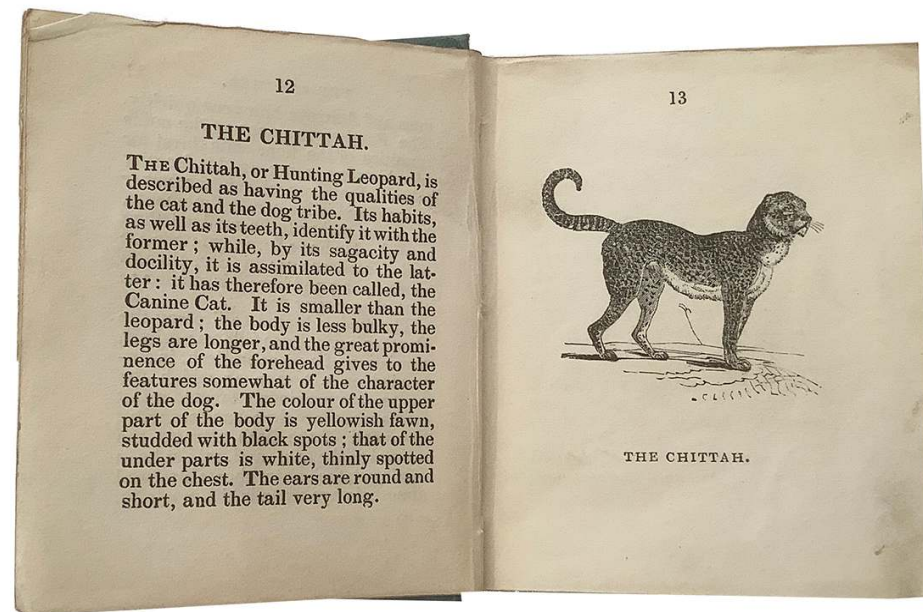 12
THE CHITTAH.
THE Chittah, or Hunting Leopard, is
described as having the qualities of
the cat and the dog tribe. Its habits,
as well as its teeth, identify it with the
former ; while, by its sagacity and
docility, it is assimilated to the lat-
ter : it has therefore been called, the
Canine Cat. It is smaller than the
leopard ; the body is less bulky, the
legs are longer, and the great promi-
nence of the forehead gives to the
features somewhat of the character
of the dog. The colour of the upper
part of the body is yellowish fawn,
studded with black spots ; that of the
under parts is white, thinly spotted
on the chest. The ears are round and
short, and the tail very long.
13
THE CHITTAH.